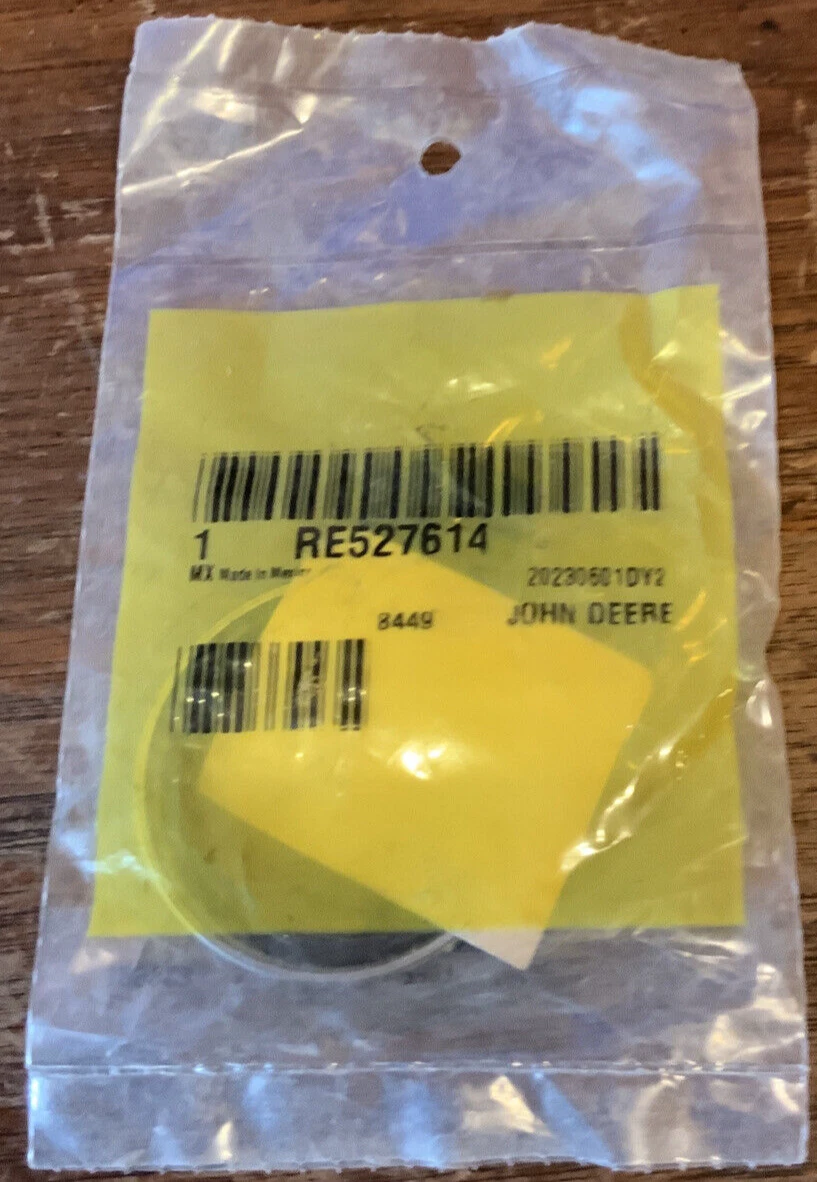 1 RE527614
MX Made in Mexico 20230601DY2
8449 JOHN DEERE